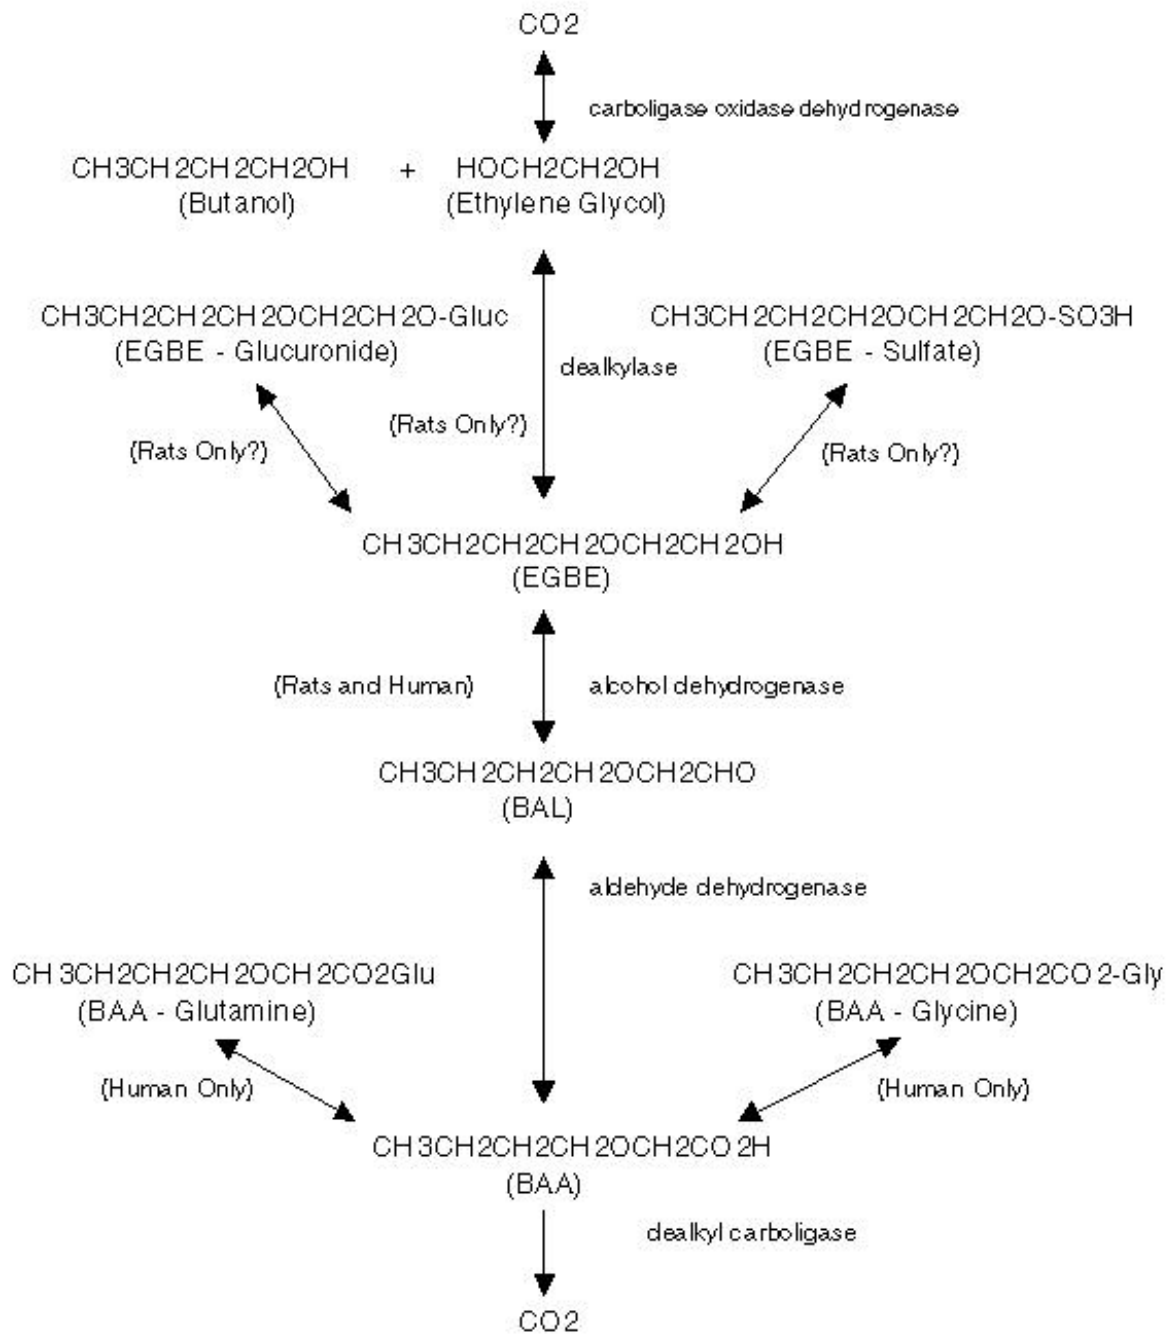 CO2
carboligase oxidase dehydrogenase
CH3CH2CH2CH2OH + HOCH2CH2OH
(Butanol) (Ethylene Glycol)
CH3CH2CH2CH2OCH2CH2O-Gluc
(EGBE - Glucuronide)
CH3CH2CH2CH2OCH2CH2O-SO3H
(EGBE - Sulfate)
dealkylase
(Rats Only?)
(Rats Only?)
(Rats Only?)
CH3CH2CH2CH2OCH2CH2OH
(EGBE)
(Rats and Human)
alcohol dehydrogenase
CH3CH2CH2CH2OCH2CHO
(BAL)
aldehyde dehydrogenase
CH3CH2CH2CH2OCH2CO2Glu
(BAA - Glutamine)
CH3CH2CH2CH2OCH2CO2-Gly
(BAA - Glycine)
(Human Only)
(Human Only)
CH3CH2CH2CH2OCH2CO2H
(BAA)
dealkyl carboligase
CO2